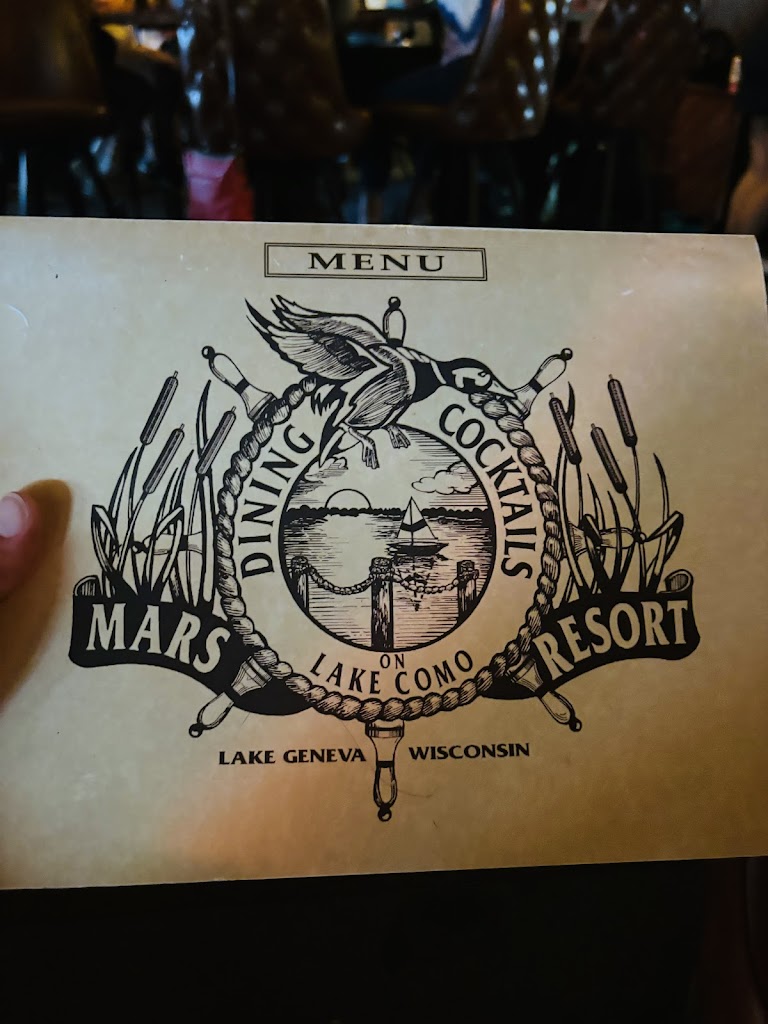 MENU
DINING
COCKTAILS
MARS
RESORT
ON
LAKE COMO
LAKE GENEVA WISCONSIN